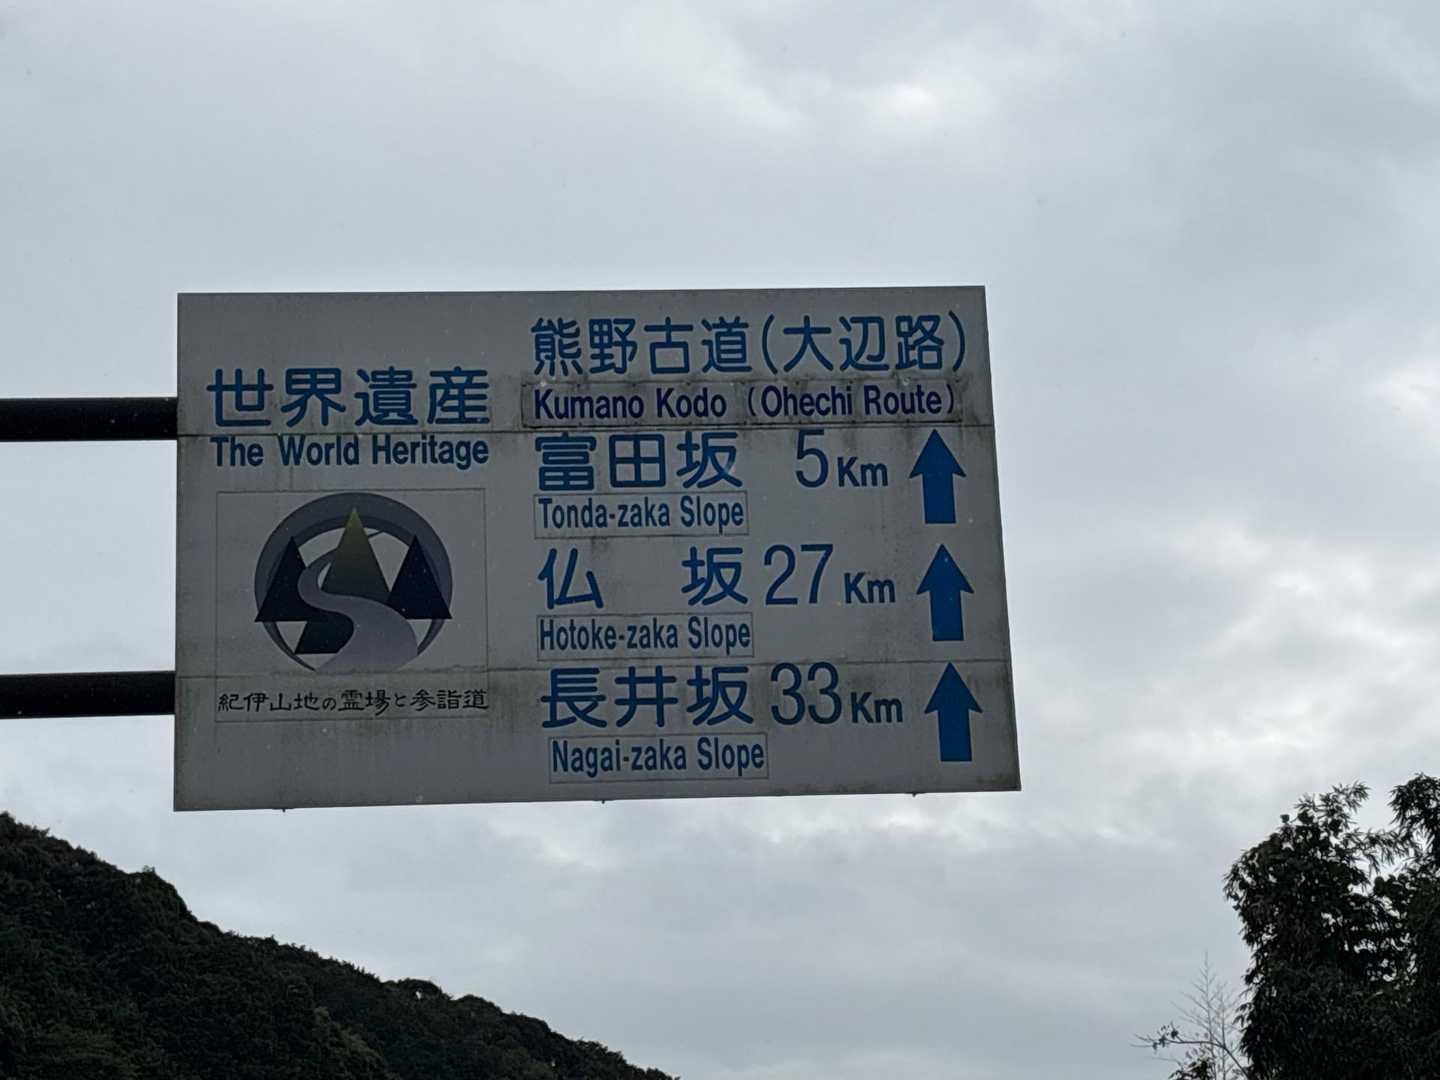 世界遺産
The World Heritage
紀伊山地の霊場と参詣道
熊野古道(大辺路)
Kumano Kodo (Ohechi Route)
富田坂 5Km
Tonda-zaka Slope
仏 坂 27Km
Hotoke-zaka Slope
長井坂 33Km
Nagai-zaka Slope